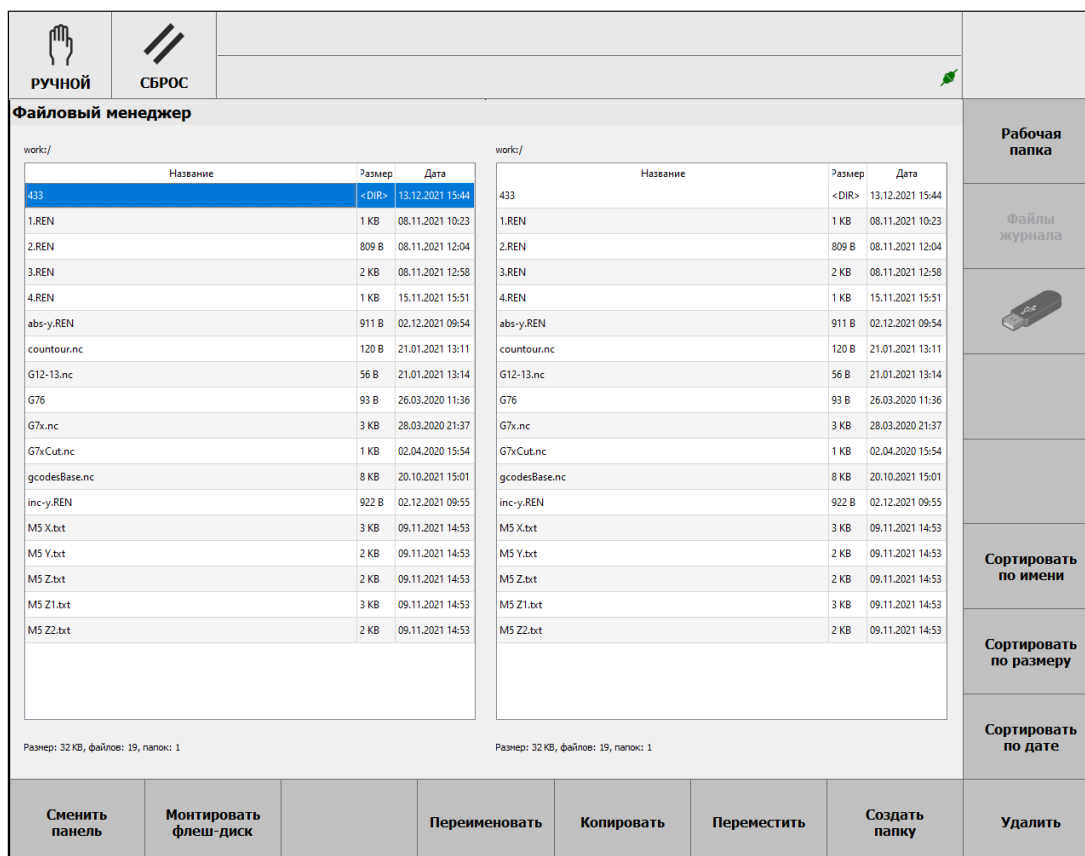 РУЧНОЙ СБРОС
Файловый менеджер
work:/ work:/
Название Размер Дата Название Размер Дата
433 <DIR> 13.12.2021 15:44 433 <DIR> 13.12.2021 15:44
1.REN 1 KB 08.11.2021 10:23 1.REN 1 KB 08.11.2021 10:23
2.REN 809 B 08.11.2021 12:04 2.REN 809 B 08.11.2021 12:04
3.REN 2 KB 08.11.2021 12:58 3.REN 2 KB 08.11.2021 12:58
4.REN 1 KB 15.11.2021 15:51 4.REN 1 KB 15.11.2021 15:51
abs-y.REN 911 B 02.12.2021 09:54 abs-y.REN 911 B 02.12.2021 09:54
countour.nc 120 B 21.01.2021 13:11 countour.nc 120 B 21.01.2021 13:11
G12-13.nc 56 B 21.01.2021 13:14 G12-13.nc 56 B 21.01.2021 13:14
G76 93 B 26.03.2020 11:36 G76 93 B 26.03.2020 11:36
G7x.nc 3 KB 28.03.2020 21:37 G7x.nc 3 KB 28.03.2020 21:37
G7xCut.nc 1 KB 02.04.2020 15:54 G7xCut.nc 1 KB 02.04.2020 15:54
gcodesBase.nc 8 KB 20.10.2021 15:01 gcodesBase.nc 8 KB 20.10.2021 15:01
inc-y.REN 922 B 02.12.2021 09:55 inc-y.REN 922 B 02.12.2021 09:55
M5 X.txt 3 KB 09.11.2021 14:53 M5 X.txt 3 KB 09.11.2021 14:53
M5 Y.txt 2 KB 09.11.2021 14:53 M5 Y.txt 2 KB 09.11.2021 14:53
M5 Z.txt 2 KB 09.11.2021 14:53 M5 Z.txt 2 KB 09.11.2021 14:53
M5 Z1.txt 3 KB 09.11.2021 14:53 M5 Z1.txt 3 KB 09.11.2021 14:53
M5 Z2.txt 2 KB 09.11.2021 14:53 M5 Z2.txt 2 KB 09.11.2021 14:53
Размер: 32 KB, файлов: 19, папок: 1 Размер: 32 KB, файлов: 19, папок: 1
Рабочая
папка
Файлы
журнала
Сортировать
по имени
Сортировать
по размеру
Сортировать
по дате
Сменить
панель
Монтировать
флеш-диск
Переименовать
Копировать
Переместить
Создать
папку
Удалить